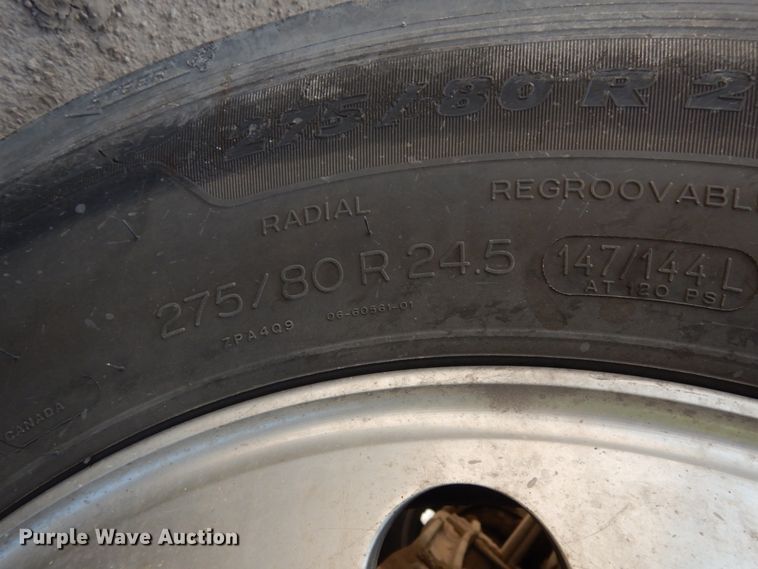 275/80 R 2
RADIAL
REGROOVABL
275/80 R 24.5
147/144 L
AT 120 PSI
ZPA4Q9
06-60561-01
CANADA
Purple Wave Auction